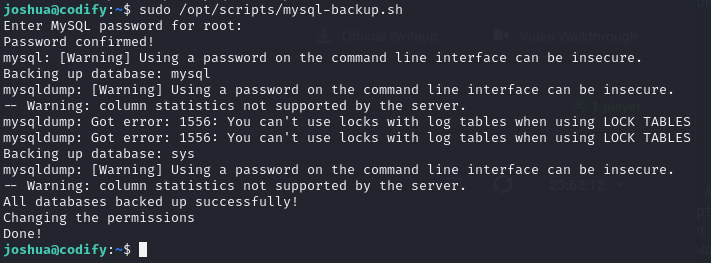 joshua@codify:~$ sudo /opt/scripts/mysql-backup.sh
Enter MySQL password for root:
Password confirmed!
mysql: [Warning] Using a password on the command line interface can be insecure.
Backing up database: mysql
mysqldump: [Warning] Using a password on the command line interface can be insecure.
-- Warning: column statistics not supported by the server.
mysqldump: Got error: 1556: You can't use locks with log tables when using LOCK TABLES
mysqldump: Got error: 1556: You can't use locks with log tables when using LOCK TABLES
Backing up database: sys
mysqldump: [Warning] Using a password on the command line interface can be insecure.
-- Warning: column statistics not supported by the server.
All databases backed up successfully!
Changing the permissions
Done!
joshua@codify:~$
Official Writeup
Video Walkthrough
1 player